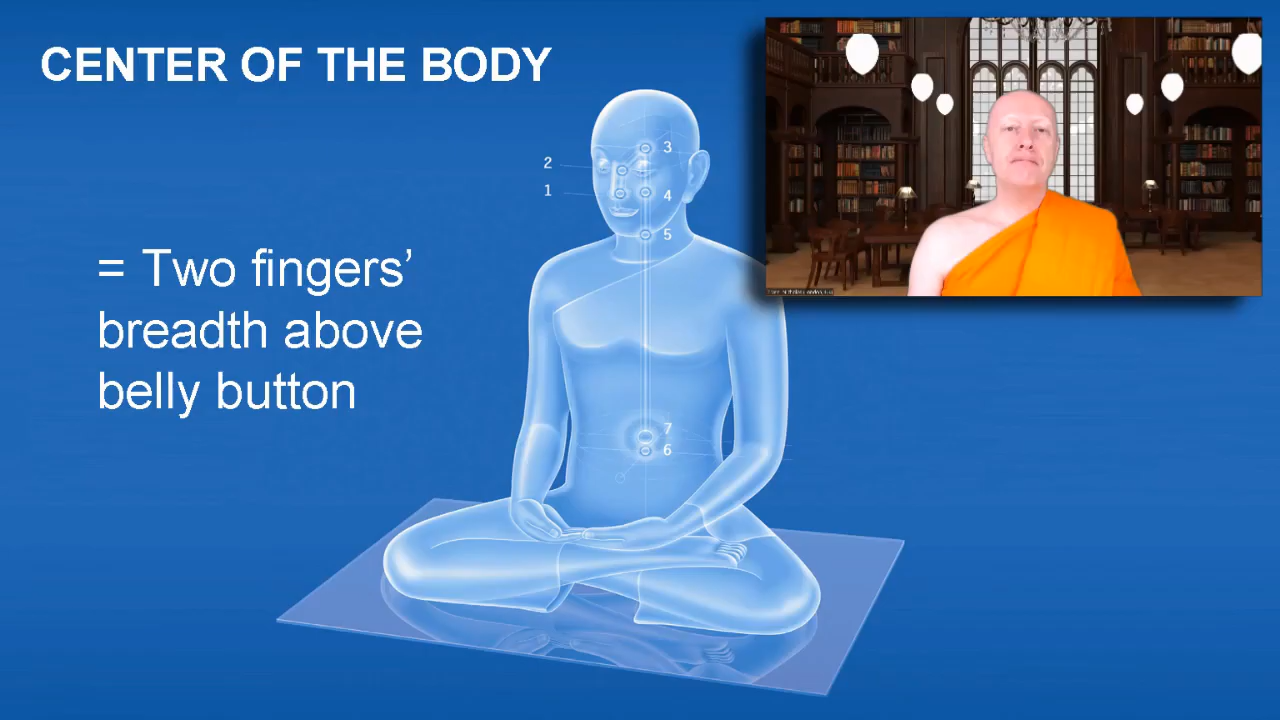 CENTER OF THE BODY
= Two fingers’
breadth above
belly button
2
1
3
4
5
7
6